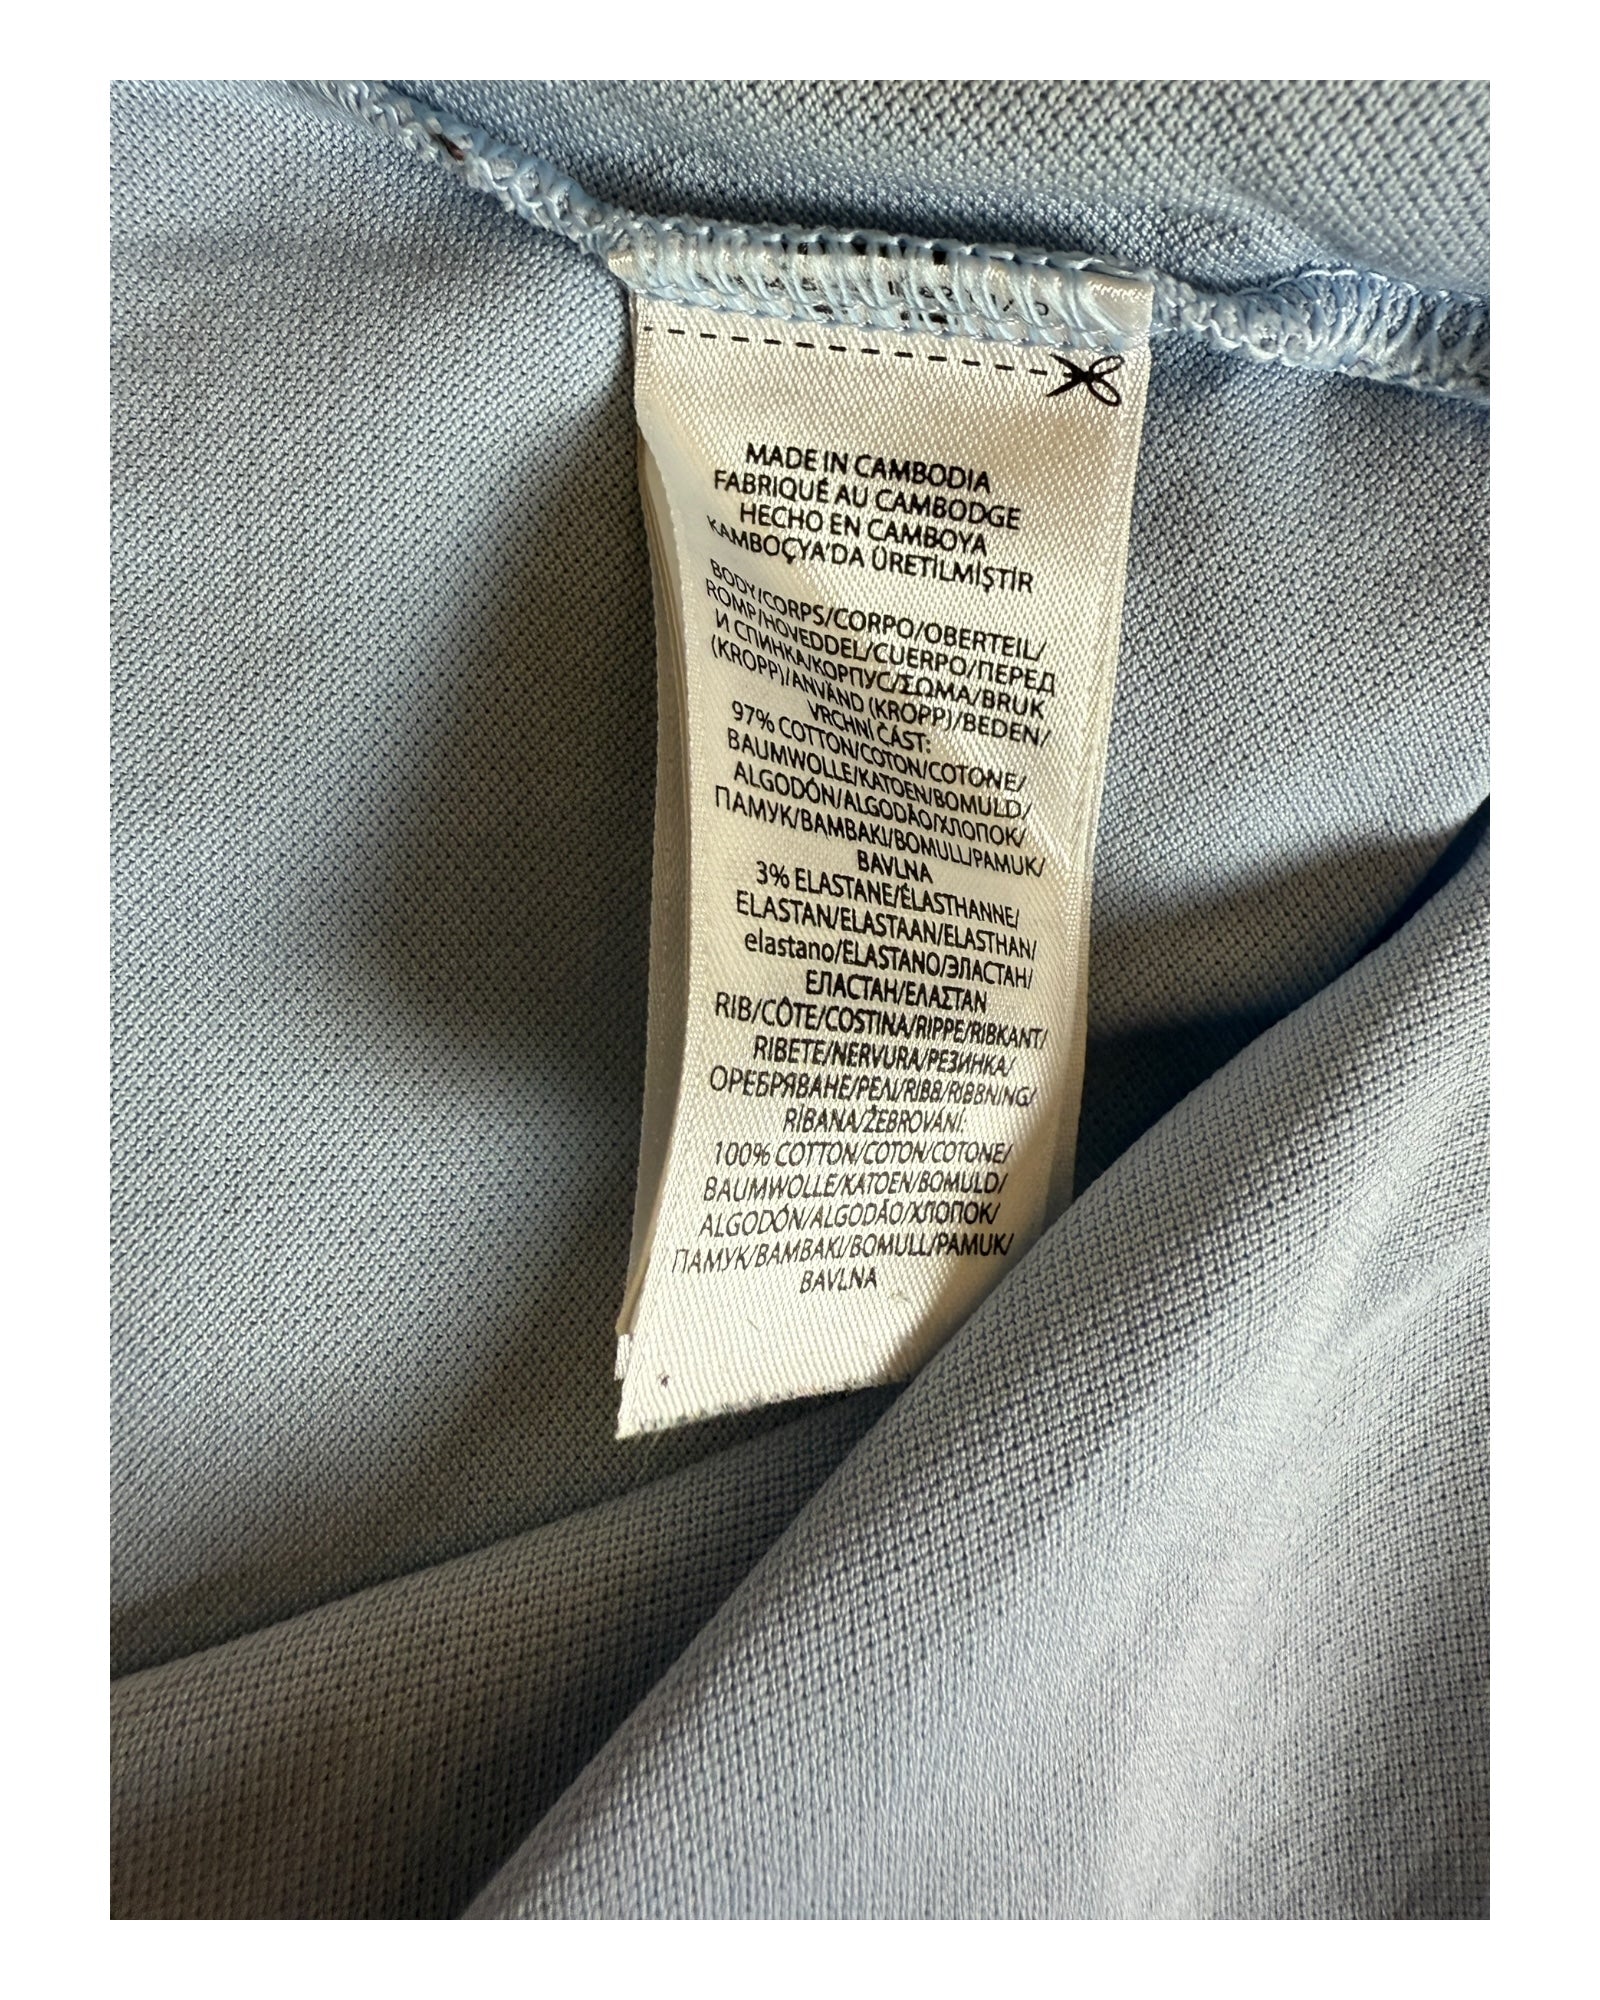 MADE IN CAMBODIA
FABRIQUÉ AU CAMBODGE
HECHO EN CAMBOYA
KAMBOÇYA'DA ÜRETİLMİŞTİR
BODY/CORPS/CORPO/OBERTEIL/
ROMP/HOVEDDEL/CUERPO/ПЕРЕД
И СПИНКА/КОРПУС/ΣΩΜΑ/BRUK
(KROPP)/ANVÄND (KROPP)/BEDEN/
VRCHNÍ ČÁST:
97% COTTON/COTON/COTONE/
BAUMWOLLE/KATOEN/BOMULD/
ALGODÓN/ALGODÃO/ХЛОПОК/
ПАМУК/BAMBAKI/BOMULL/PAMUK/
BAVLNA
3% ELASTANE/ÉLASTHANNE/
ELASTAN/ELASTAAN/ELASTHAN/
elastano/ELASTANO/ЭЛАСТАН/
ЕЛАСТАН/ΕΛΑΣΤΑΝ
RIB/CÔTE/COSTINA/RIPPE/RIBKANT/
RIBETE/NERVURA/РЕЗИНКА/
ОРЕБРЯВАНЕ/ΡΕΛΙ/RIBB/RIBBNING/
RİBANA/ŽEBROVÁNÍ:
100% COTTON/COTON/COTONE/
BAUMWOLLE/KATOEN/BOMULD/
ALGODÓN/ALGODÃO/ХЛОПОК/
ПАМУК/BAMBAKI/BOMULL/PAMUK/
BAVLNA